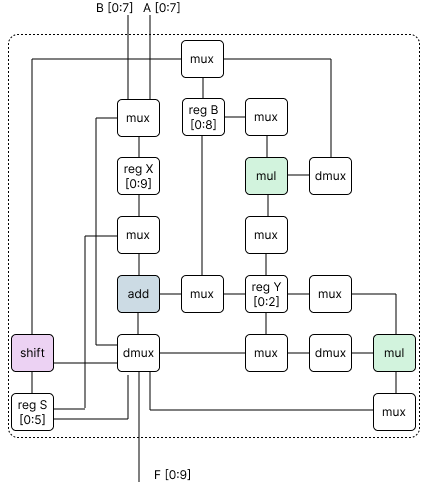 B [0:7] A [0:7]
mux
mux
reg B
[0:8]
mux
reg X
[0:9]
mul
dmux
mux
mux
add
mux
reg Y
[0:2]
mux
shift
dmux
mux
dmux
mul
reg S
[0:5]
mux
F [0:9]